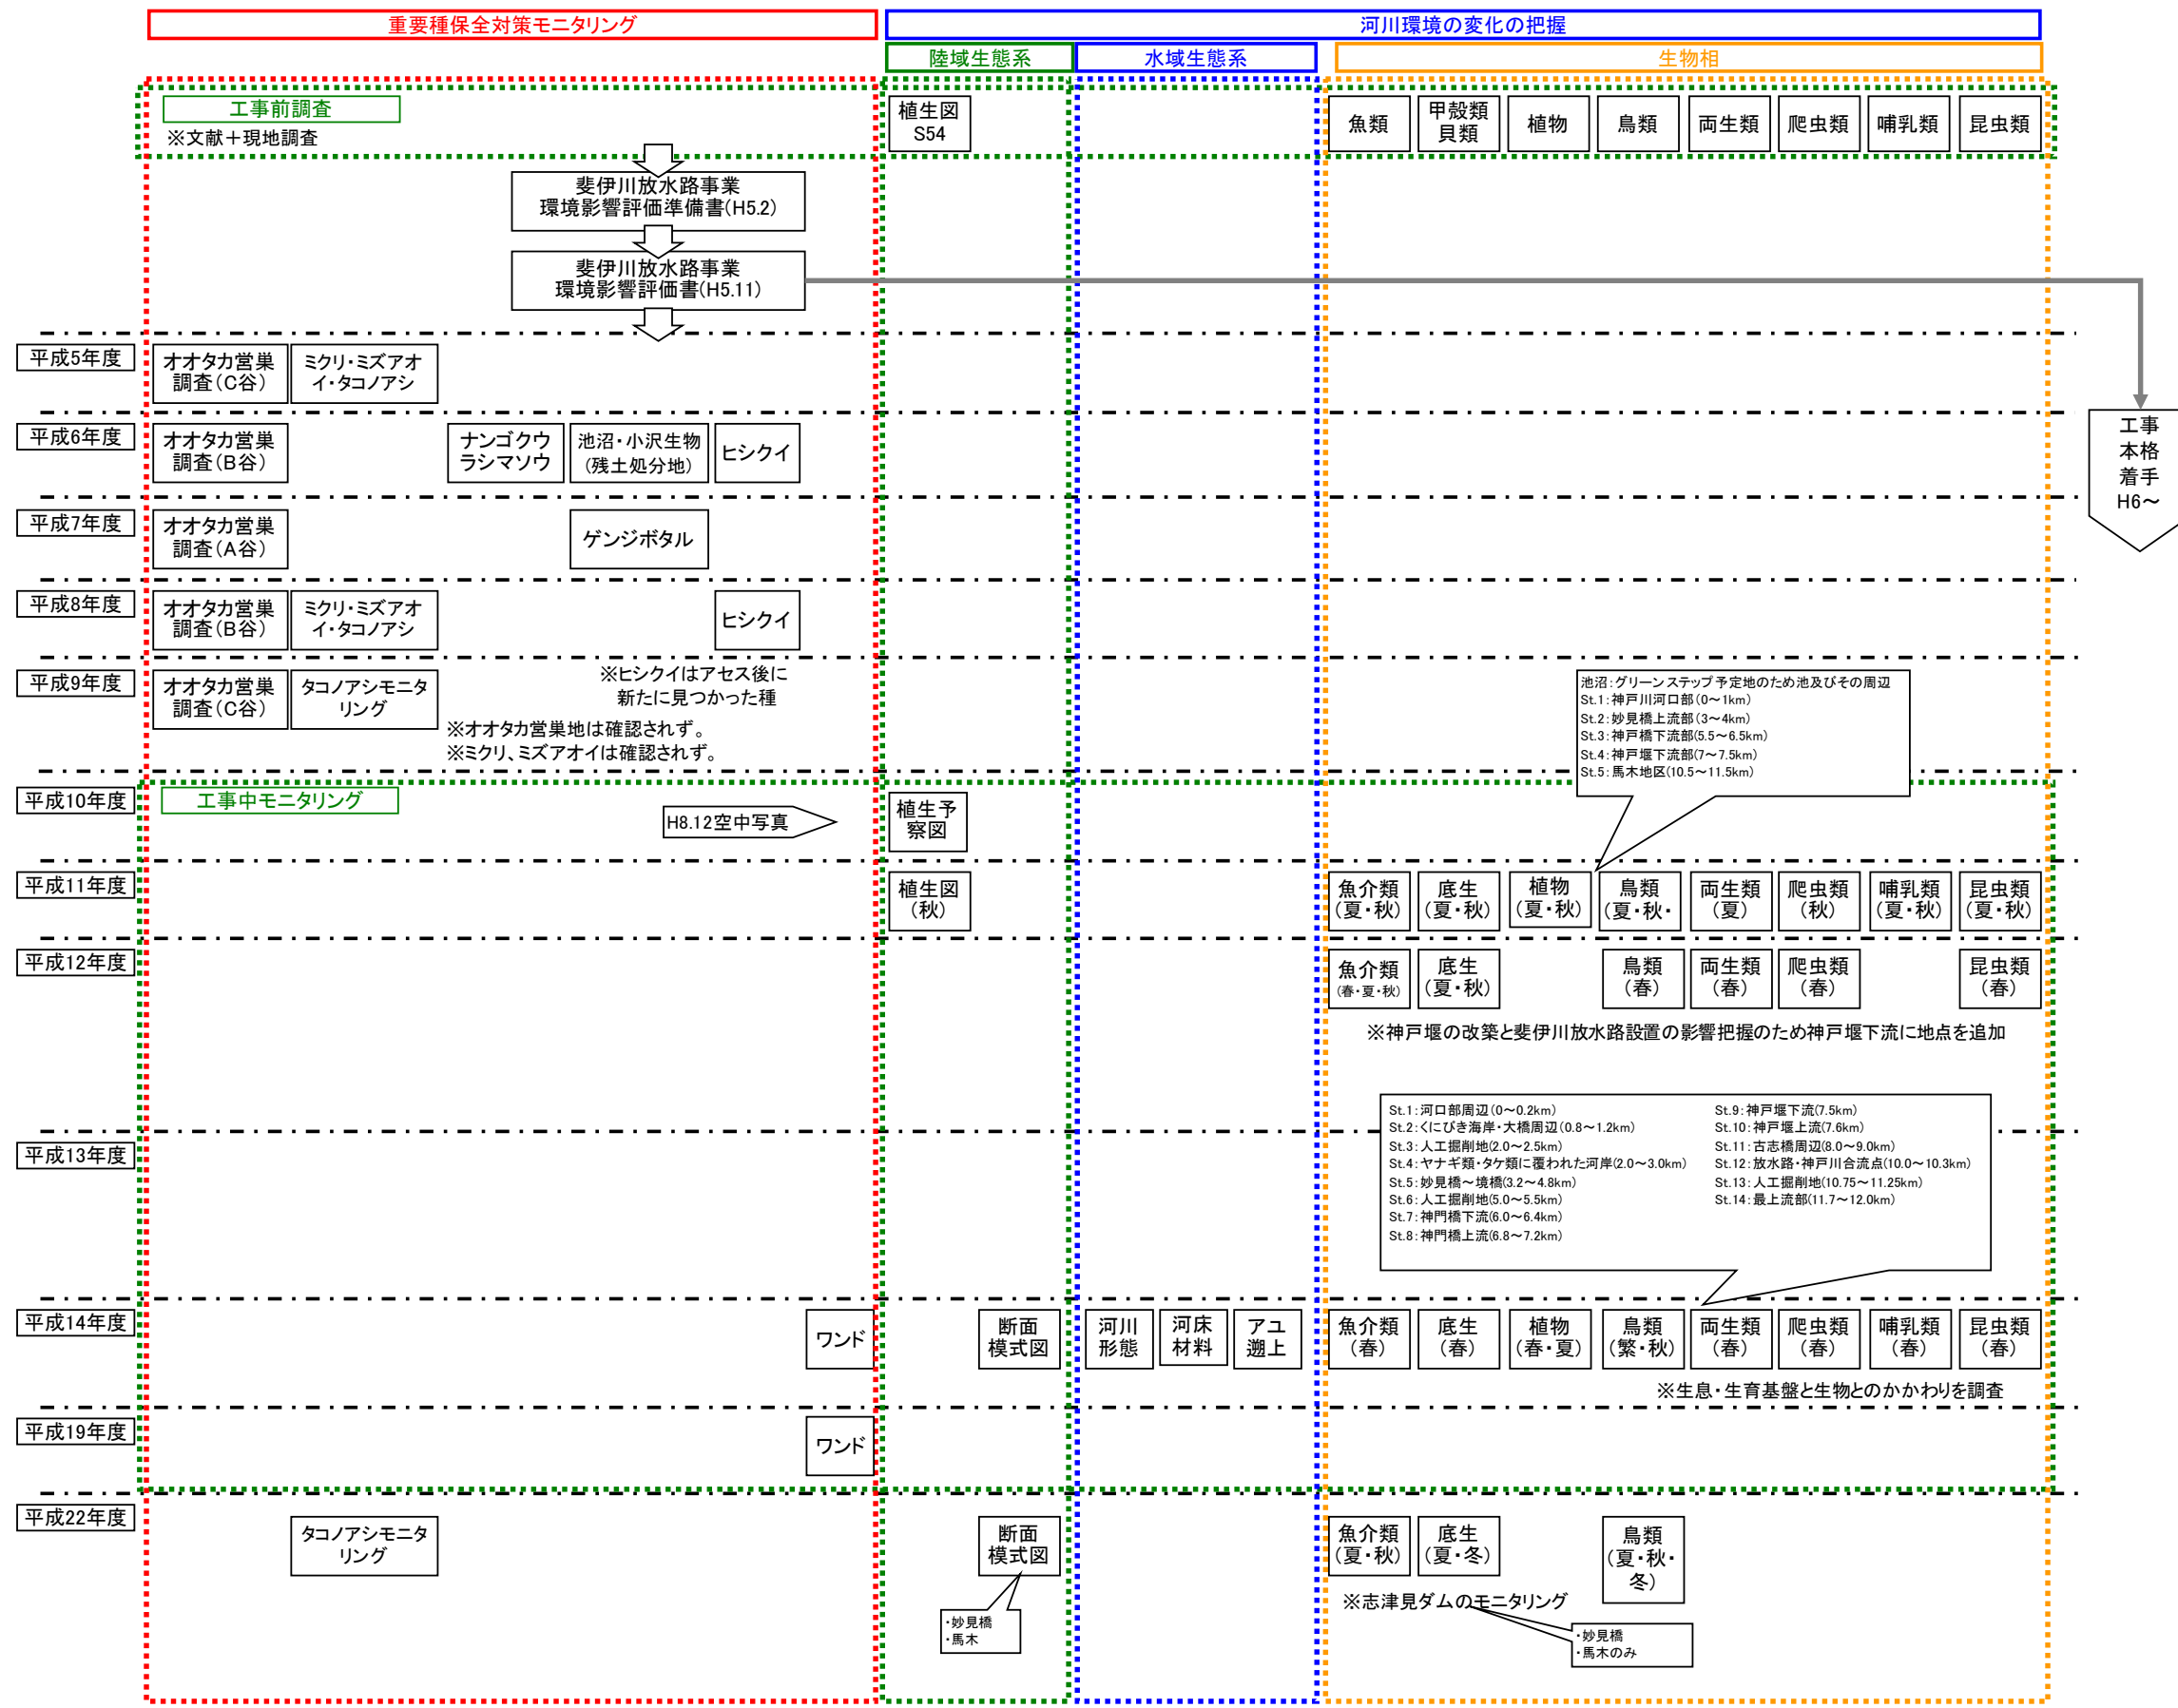 重要種保全対策モニタリング
河川環境の変化の把握
陸域生態系
水域生態系
生物相
工事前調査
※文献＋現地調査
植生図
S54
魚類
甲殻類
貝類
植物
鳥類
両生類
爬虫類
哺乳類
昆虫類
斐伊川放水路事業
環境影響評価準備書(H5.2)
斐伊川放水路事業
環境影響評価書(H5.11)
平成5年度
オオタカ営巣
調査（C谷）
ミクリ・ミズアオ
イ・タコノアシ
工事
本格
着手
H6～
平成6年度
オオタカ営巣
調査（B谷）
ナンゴクウ
ラシマソウ
池沼・小沢生物
(残土処分地)
ヒシクイ
平成7年度
オオタカ営巣
調査（A谷）
ゲンジボタル
平成8年度
オオタカ営巣
調査（B谷）
ミクリ・ミズアオ
イ・タコノアシ
ヒシクイ
平成9年度
オオタカ営巣
調査（C谷）
タコノアシモニタ
リング
※ヒシクイはアセス後に
新たに見つかった種
※オオタカ営巣地は確認されず。
※ミクリ、ミズアオイは確認されず。
池沼：グリーンステップ予定地のため池及びその周辺
St.1：神戸川河口部（0～1km）
St.2：妙見橋上流部（3～4km）
St.3：神戸橋下流部(5.5～6.5km)
St.4：神戸堰下流部（7～7.5km）
St.5：馬木地区(10.5～11.5km)
平成10年度
工事中モニタリング
H8.12空中写真
植生予
察図
平成11年度
植生図
（秋）
魚介類
（夏・秋）
底生
（夏・秋）
植物
（夏・秋）
鳥類
（夏・秋・
両生類
（夏）
爬虫類
（秋）
哺乳類
（夏・秋）
昆虫類
（夏・秋）
平成12年度
魚介類
（春・夏・秋）
底生
（夏・秋）
鳥類
（春）
両生類
（春）
爬虫類
（春）
昆虫類
（春）
※神戸堰の改築と斐伊川放水路設置の影響把握のため神戸堰下流に地点を追加
St.1：河口部周辺（0～0.2km）
St.2：くにびき海岸・大橋周辺（0.8～1.2km）
St.3：人工掘削地(2.0～2.5km)
St.4：ヤナギ類・タケ類に覆われた河岸(2.0～3.0km)
St.5：妙見橋～境橋(3.2～4.8km)
St.6：人工掘削地(5.0～5.5km)
St.7：神門橋下流(6.0～6.4km)
St.8：神門橋上流(6.8～7.2km)
St.9：神戸堰下流(7.5km)
St.10：神戸堰上流(7.6km)
St.11：古志橋周辺(8.0～9.0km)
St.12：放水路・神戸川合流点(10.0～10.3km)
St.13：人工掘削地(10.75～11.25km)
St.14：最上流部(11.7～12.0km)
平成13年度
平成14年度
ワンド
断面
模式図
河川
形態
河床
材料
アユ
遡上
魚介類
（春）
底生
（春）
植物
（春・夏）
鳥類
（繁・秋）
両生類
（春）
爬虫類
（春）
哺乳類
（春）
昆虫類
（春）
※生息・生育基盤と生物とのかかわりを調査
平成19年度
ワンド
平成22年度
タコノアシモニタ
リング
断面
模式図
・妙見橋
・馬木
魚介類
（夏・秋）
底生
（夏・冬）
鳥類
（夏・秋・
冬）
※志津見ダムのモニタリング
・妙見橋
・馬木のみ